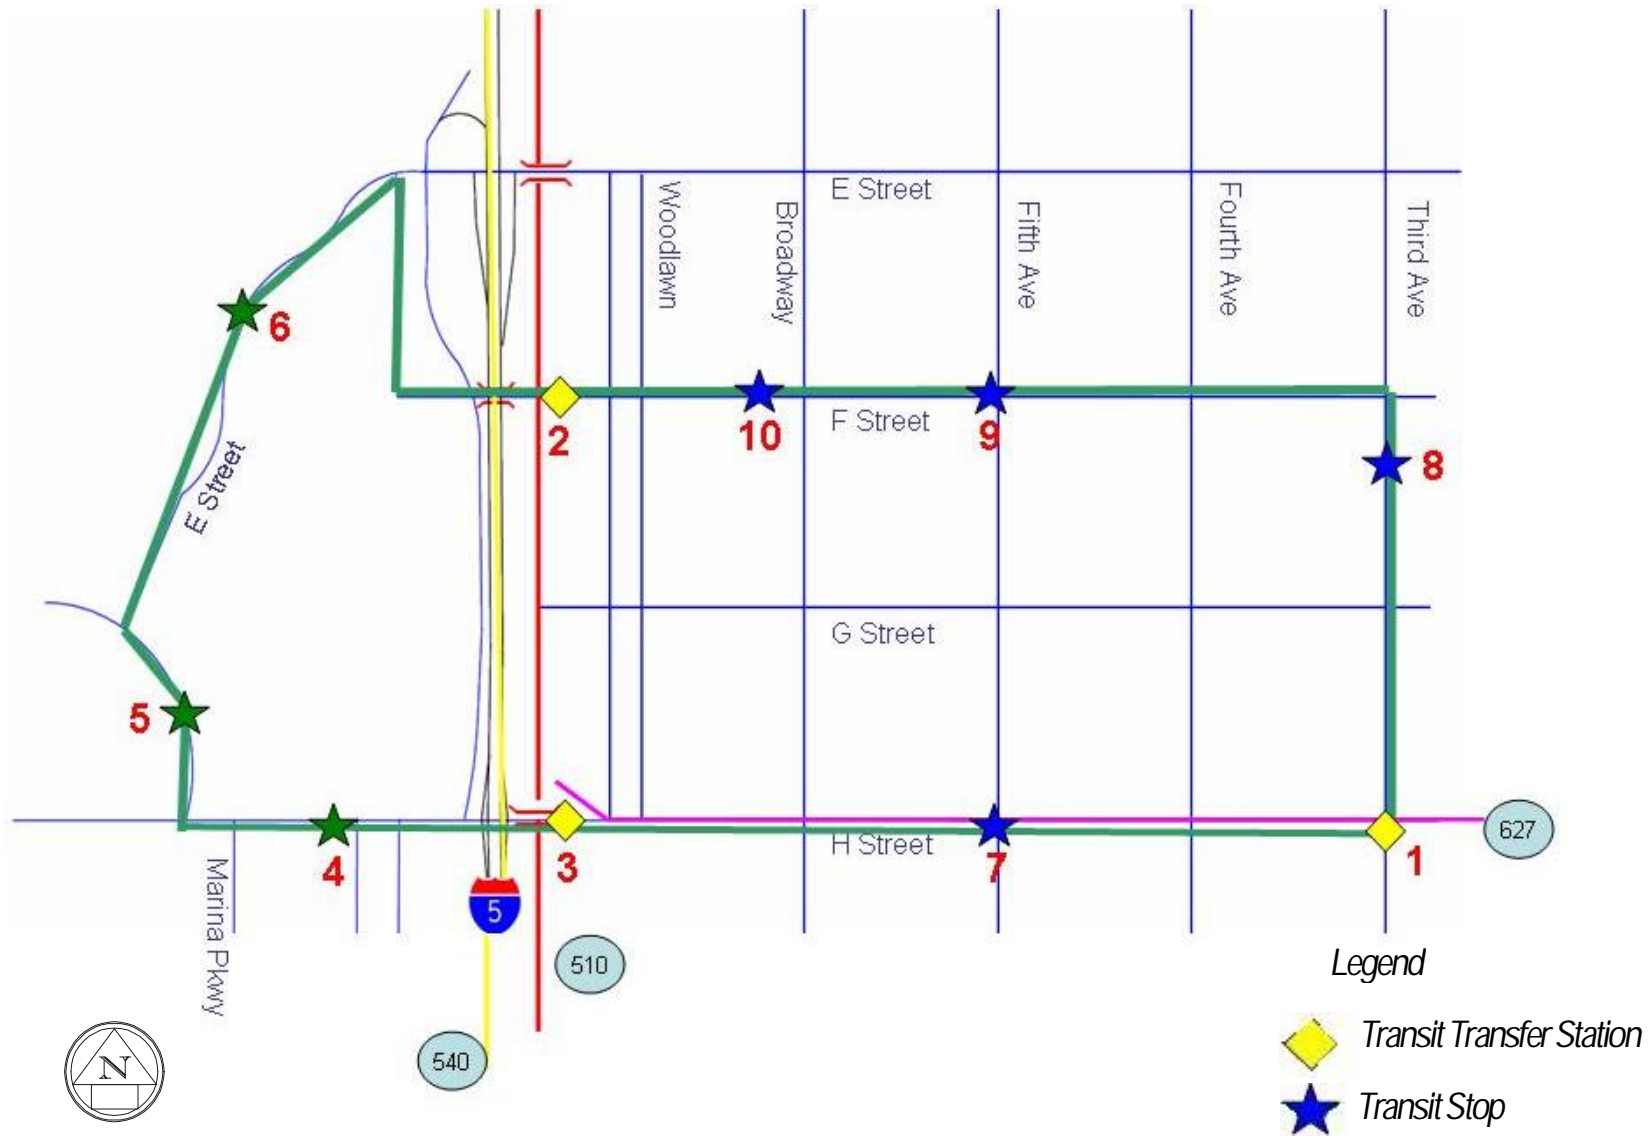 E Street
Woodlawn
Broadway
Fifth Ave
Fourth Ave
Third Ave
6
2
10
F Street
9
8
E Street
5
G Street
4
3
H Street
7
1
627
Marina Pkwy
5
510
540
N
Legend
Transit Transfer Station
Transit Stop